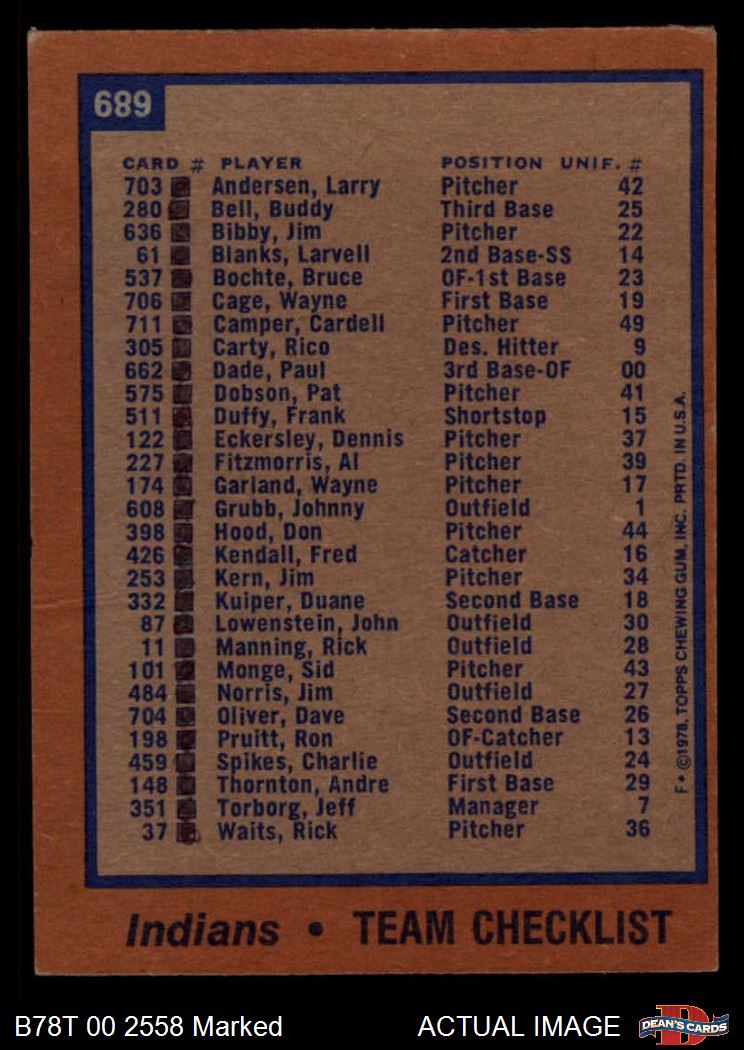 689
CARD # PLAYER POSITION UNIF. #
703 Andersen, Larry Pitcher 42
280 Bell, Buddy Third Base 25
636 Bibby, Jim Pitcher 22
61 Blanks, Larvell 2nd Base-SS 14
537 Bochte, Bruce OF-1st Base 23
706 Cage, Wayne First Base 19
711 Camper, Cardell Pitcher 49
305 Carty, Rico Des. Hitter 9
662 Dade, Paul 3rd Base-OF 00
575 Dobson, Pat Pitcher 41
511 Duffy, Frank Shortstop 15
122 Eckersley, Dennis Pitcher 37
227 Fitzmorris, Al Pitcher 39
174 Garland, Wayne Pitcher 17
608 Grubb, Johnny Outfield 1
398 Hood, Don Pitcher 44
426 Kendall, Fred Catcher 16
253 Kern, Jim Pitcher 34
332 Kuiper, Duane Second Base 18
87 Lowenstein, John Outfield 30
11 Manning, Rick Outfield 28
101 Monge, Sid Pitcher 43
484 Norris, Jim Outfield 27
704 Oliver, Dave Second Base 26
198 Pruitt, Ron OF-Catcher 13
459 Spikes, Charlie Outfield 24
148 Thornton, Andre First Base 29
351 Torborg, Jeff Manager 7
37 Waits, Rick Pitcher 36
F• ©1978, TOPPS CHEWING GUM, INC. PRTD. IN U.S.A.
Indians • TEAM CHECKLIST
B78T 00 2558 Marked ACTUAL IMAGE
DEAN'S CARDS